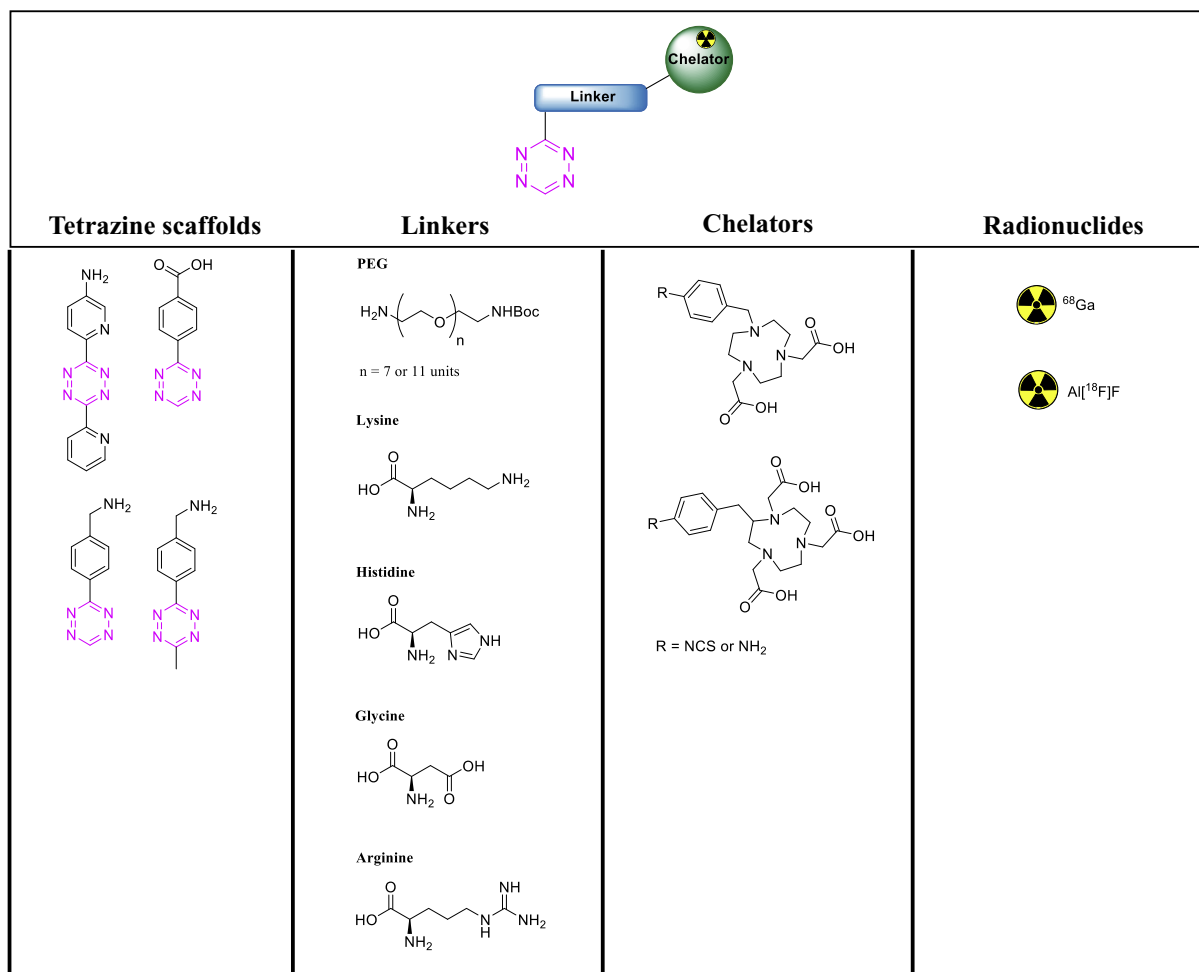 Chelator
Linker
N N
N N
Tetrazine scaffolds Linkers Chelators Radionuclides
NH₂
N
N N
N N
N
O OH
N N
N N
NH₂
N N
N N
NH₂
N N
N N
PEG
H₂N O NHBoc
n
n = 7 or 11 units
Lysine
O
HO NH₂
NH₂
Histidine
O
HO NH
NH₂ N
Glycine
O
HO OH
NH₂ O
Arginine
O NH
HO N NH₂
NH₂ H
R
N O
N N OH
OH
O
O
OH
R
N O
N OH
N
OH
O
R = NCS or NH₂
⁶⁸Ga
Al[¹⁸F]F